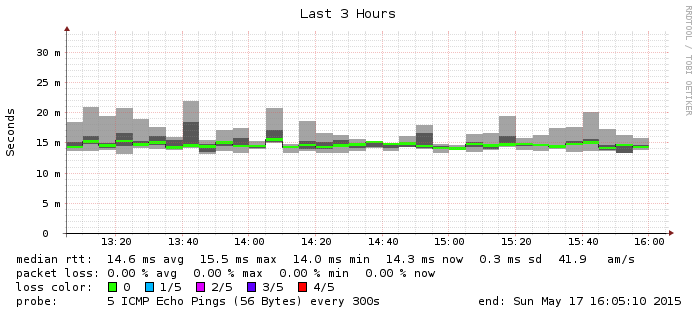 Last 3 Hours
RRDTOOL / TOBI OETIKER
Seconds
30 m
25 m
20 m
15 m
10 m
5 m
0
13:20 13:40 14:00 14:20 14:40 15:00 15:20 15:40 16:00
median rtt: 14.6 ms avg 15.5 ms max 14.0 ms min 14.3 ms now 0.3 ms sd 41.9 am/s
packet loss: 0.00 % avg 0.00 % max 0.00 % min 0.00 % now
loss color: 0 1/5 2/5 3/5 4/5
probe: 5 ICMP Echo Pings (56 Bytes) every 300s end: Sun May 17 16:05:10 2015